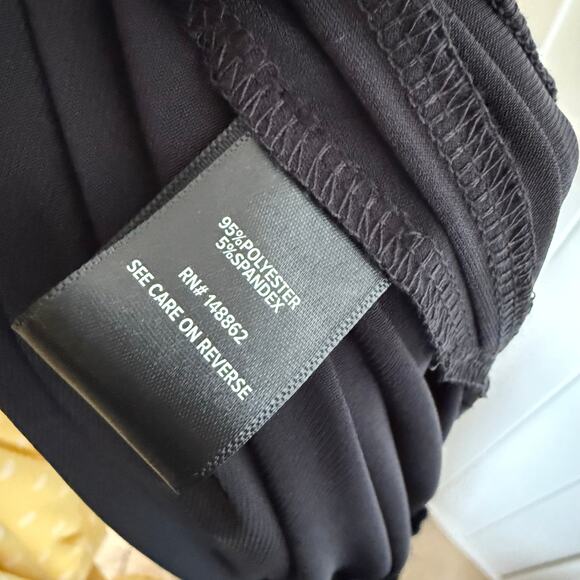 95%POLYESTER
5%SPANDEX
RN# 148862
SEE CARE ON REVERSE